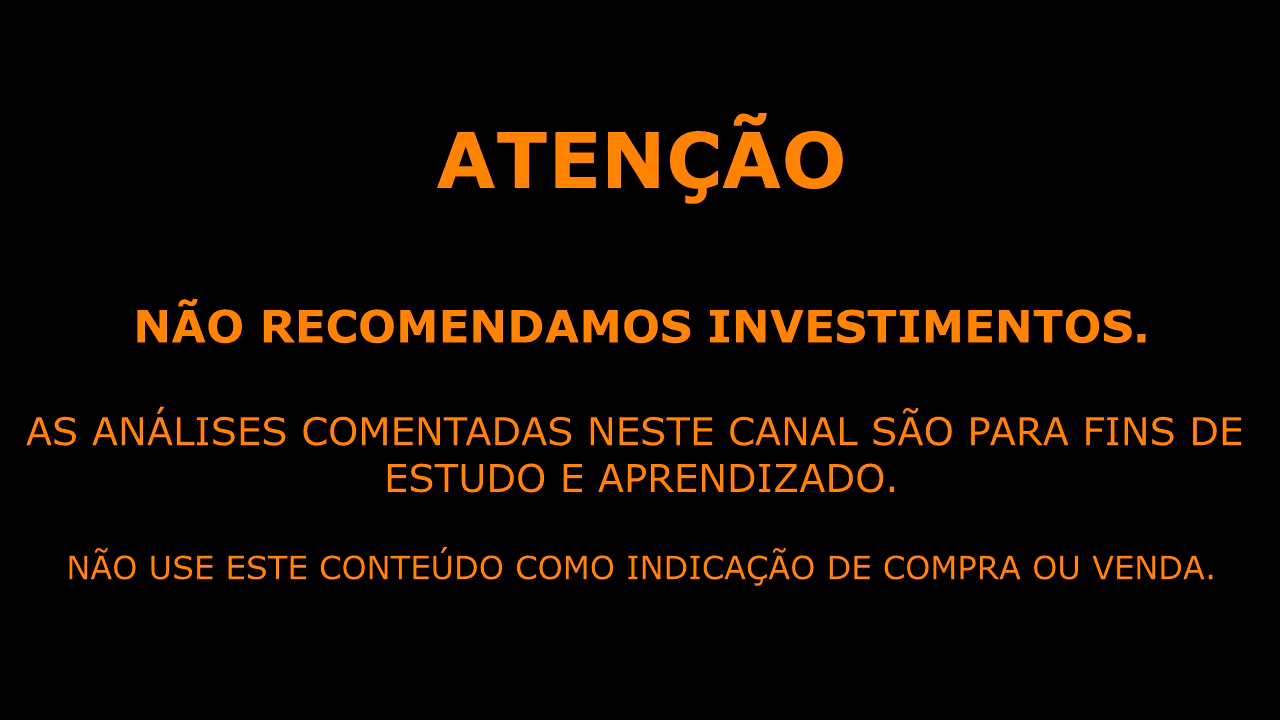 ATENÇÃO
NÃO RECOMENDAMOS INVESTIMENTOS.
AS ANÁLISES COMENTADAS NESTE CANAL SÃO PARA FINS DE
ESTUDO E APRENDIZADO.
NÃO USE ESTE CONTEÚDO COMO INDICAÇÃO DE COMPRA OU VENDA.